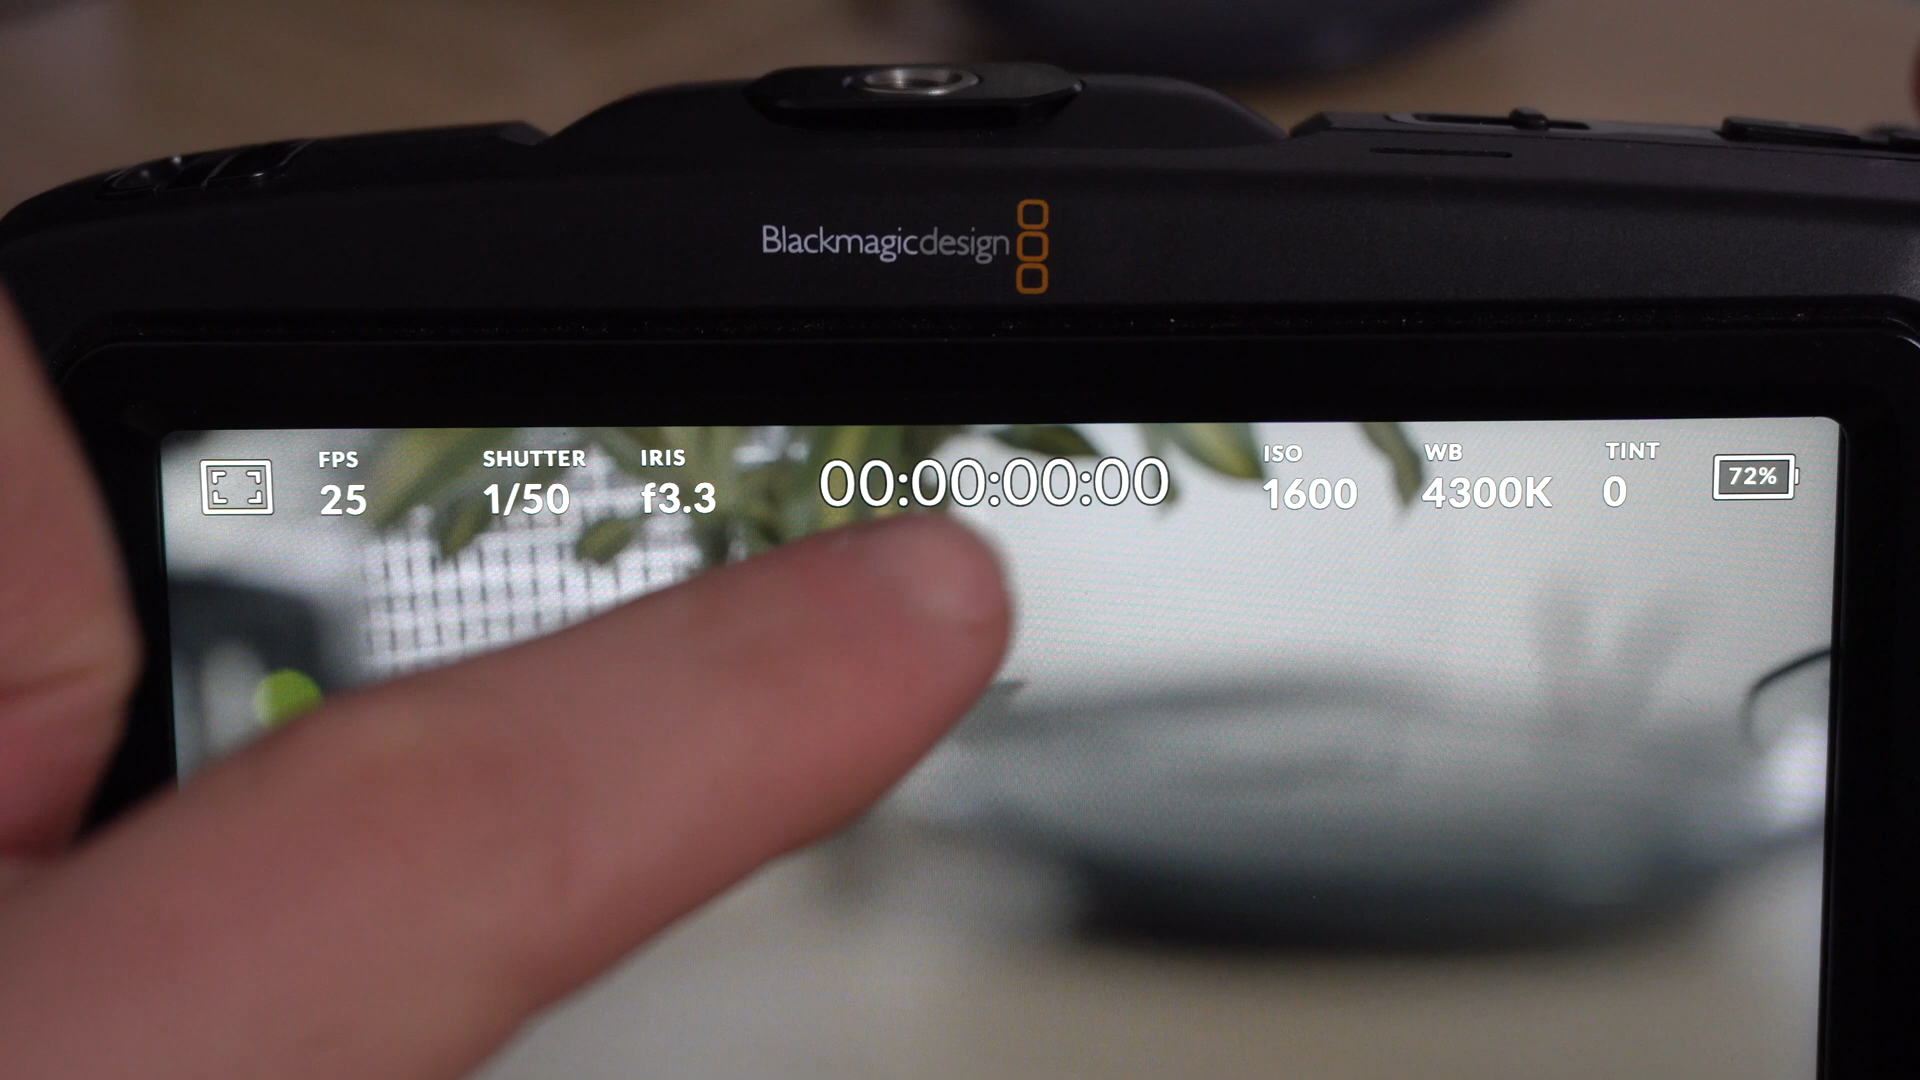 Blackmagicdesign
FPS SHUTTER IRIS ISO WB TINT
25 1/50 f3.3 00:00:00:00 1600 4300K 0 72%